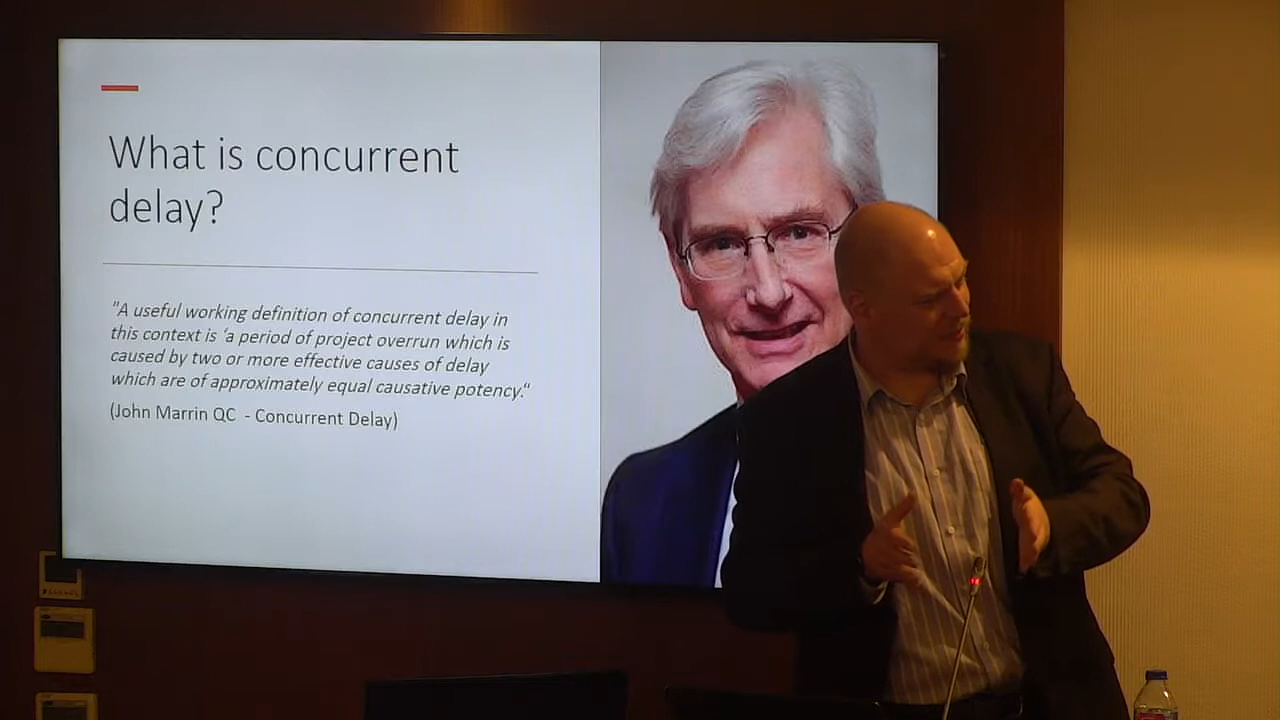 What is concurrent
delay?
"A useful working definition of concurrent delay in
this context is ‘a period of project overrun which is
caused by two or more effective causes of delay
which are of approximately equal causative potency.“
(John Marrin QC - Concurrent Delay)